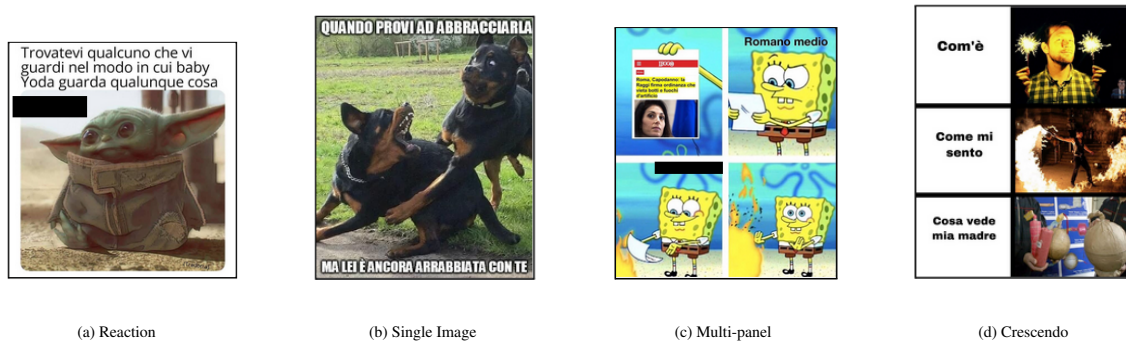 Trovatevi qualcuno che vi
guardi nel modo in cui baby
Yoda guarda qualunque cosa
QUANDO PROVI AD ABBRACCIARLA
MA LEI È ANCORA ARRABBIATA CON TE
Romano medio
Roma, Capodanno: la
Raggi firma ordinanza che
vieta botti e fuochi
d'artificio
Com'è
Come mi
sento
Cosa vede
mia madre
(a) Reaction
(b) Single Image
(c) Multi-panel
(d) Crescendo